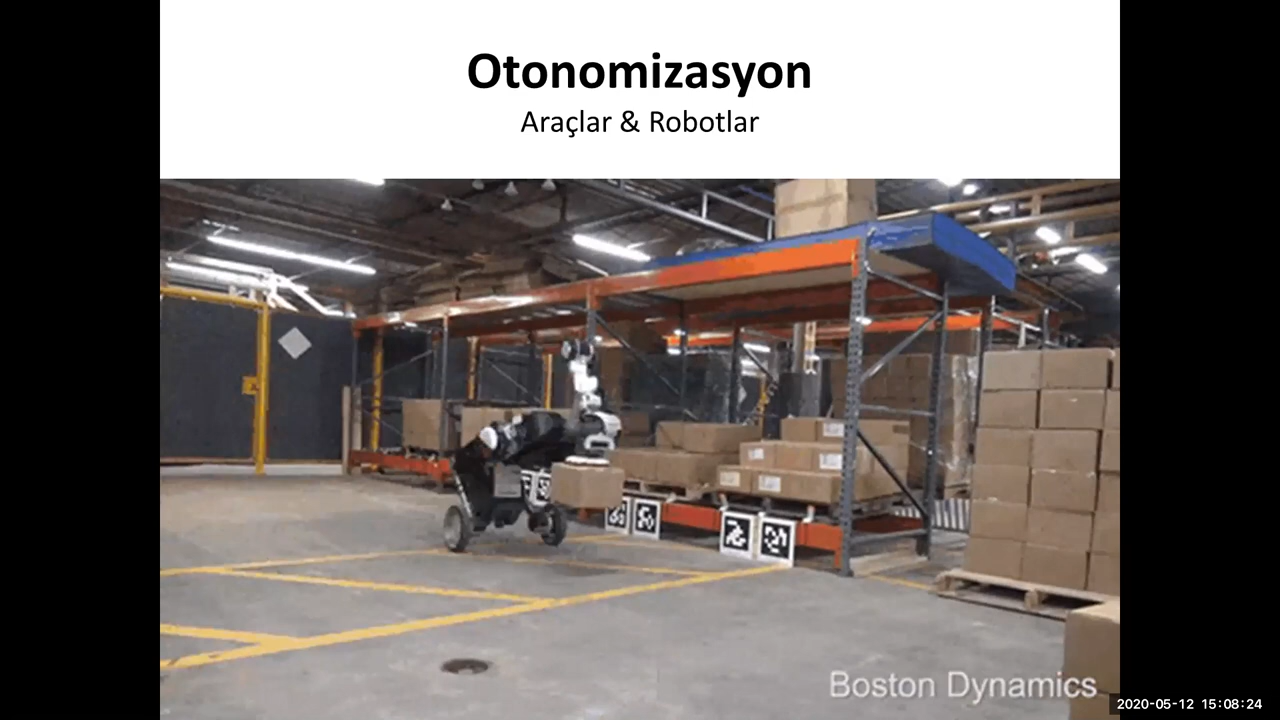 Otonomizasyon
Araçlar & Robotlar
Boston Dynamics
2020-05-12 15:08:24